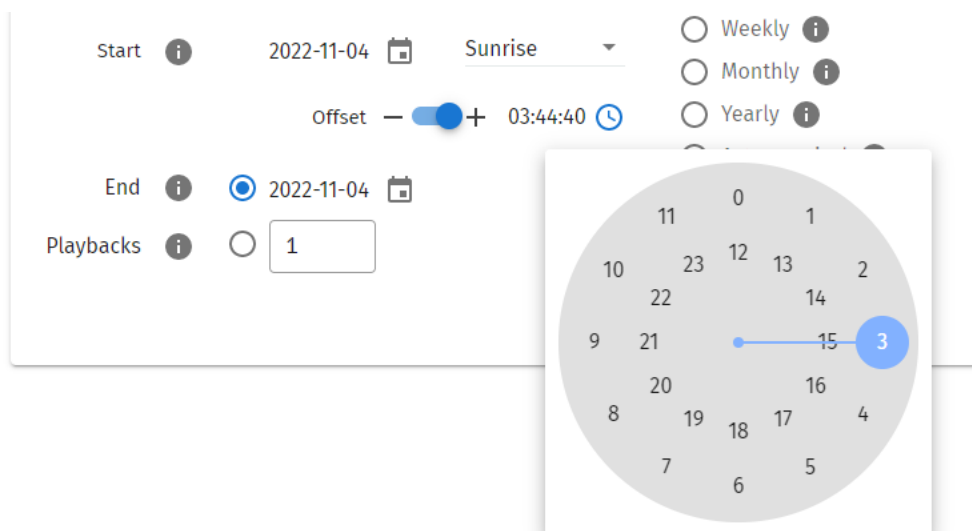 Start 2022-11-04 Sunrise
Weekly
Monthly
Offset — + 03:44:40
Yearly
End 2022-11-04
Playbacks 1
0
11 1
12
23 13
10 2
22 14
9 21 15 3
20 16
8 4
19 17
18
7 5
6